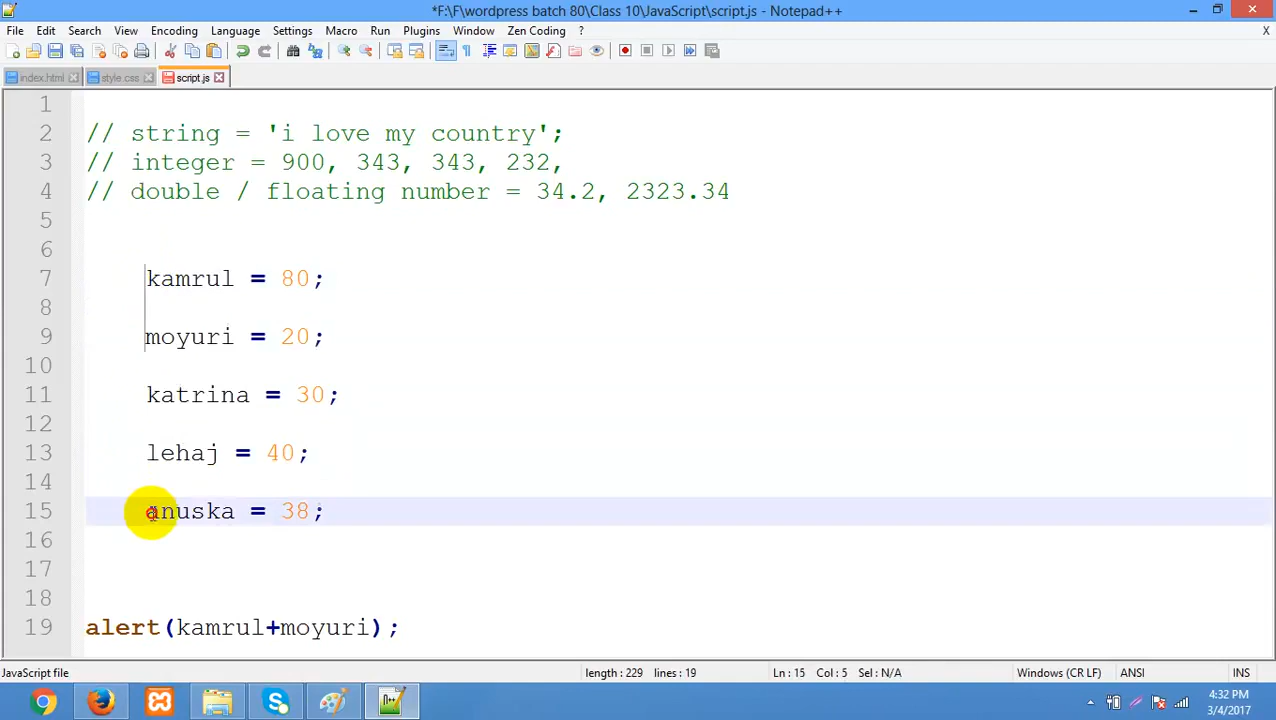 *F:\F\wordpress batch 80\Class 10\JavaScript\script.js - Notepad++
File Edit Search View Encoding Language Settings Macro Run Plugins Window Zen Coding ? X
index.html style.css script.js
1
2 // string = 'i love my country';
3 // integer = 900, 343, 343, 232,
4 // double / floating number = 34.2, 2323.34
5
6
7 kamrul = 80;
8
9 moyuri = 20;
10
11 katrina = 30;
12
13 lehaj = 40;
14
15 anuska = 38;
16
17
18
19 alert(kamrul+moyuri);
JavaScript file length : 229 lines : 19 Ln : 15 Col : 5 Sel : N/A Windows (CR LF) ANSI INS
4:32 PM
3/4/2017